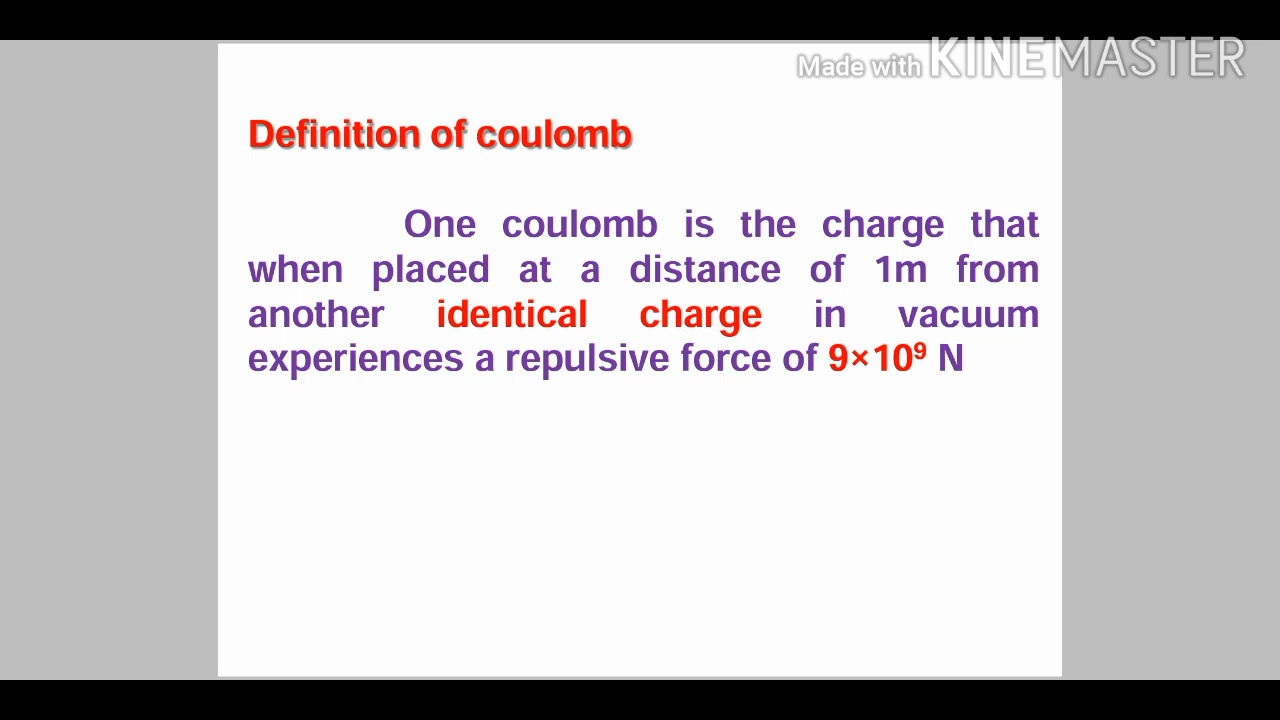 Made with KINEMASTER
Definition of coulomb
One coulomb is the charge that
when placed at a distance of 1m from
another identical charge in vacuum
experiences a repulsive force of 9×10⁹ N